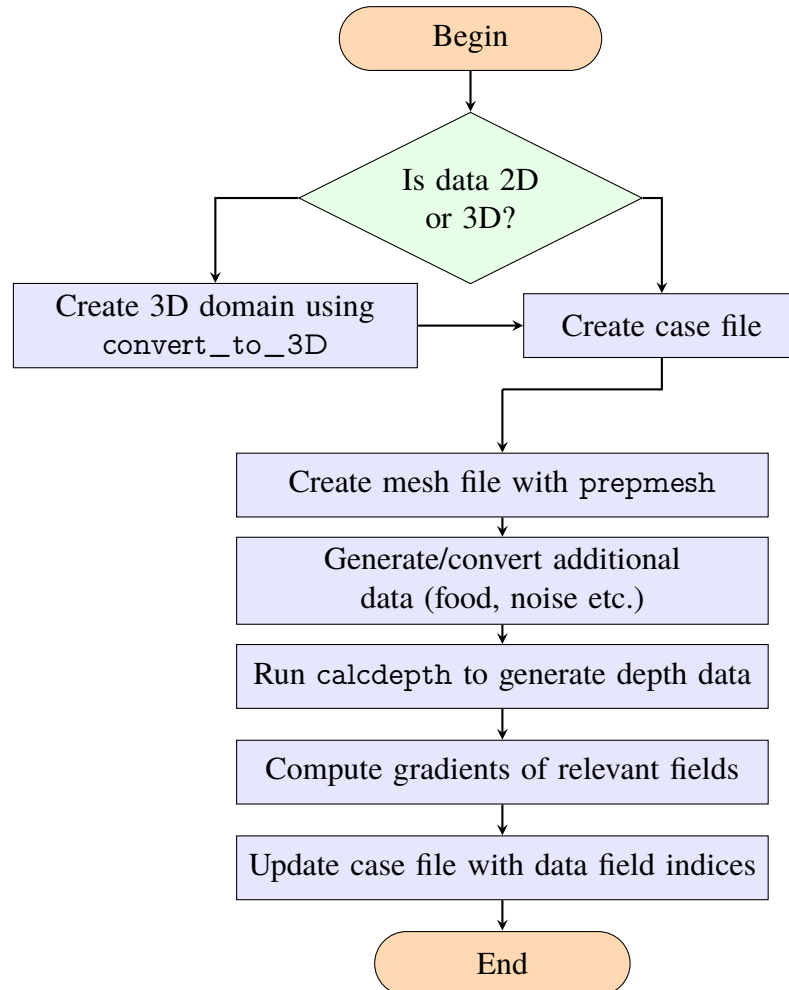 Begin
Is data 2D
or 3D?
Create 3D domain using
convert_to_3D
Create case file
Create mesh file with prepmesh
Generate/convert additional
data (food, noise etc.)
Run calcdepth to generate depth data
Compute gradients of relevant fields
Update case file with data field indices
End